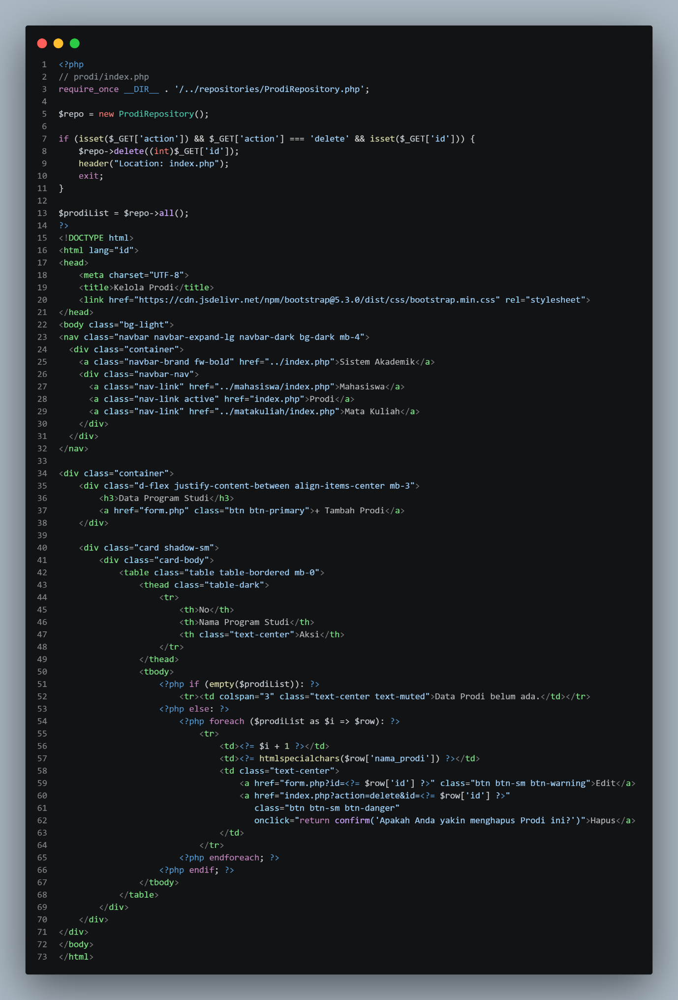 1 <?php
2 // prodi/index.php
3 require_once __DIR__ . '/../repositories/ProdiRepository.php';
4
5 $repo = new ProdiRepository();
6
7 if (isset($_GET['action']) && $_GET['action'] === 'delete' && isset($_GET['id'])) {
8     $repo->delete((int)$_GET['id']);
9     header("Location: index.php");
10     exit;
11 }
12
13 $prodiList = $repo->all();
14 ?>
15 <!DOCTYPE html>
16 <html lang="id">
17 <head>
18     <meta charset="UTF-8">
19     <title>Kelola Prodi</title>
20     <link href="https://cdn.jsdelivr.net/npm/bootstrap@5.3.0/dist/css/bootstrap.min.css" rel="stylesheet">
21 </head>
22 <body class="bg-light">
23 <nav class="navbar navbar-expand-lg navbar-dark bg-dark mb-4">
24   <div class="container">
25     <a class="navbar-brand fw-bold" href="../index.php">Sistem Akademik</a>
26     <div class="navbar-nav">
27       <a class="nav-link" href="../mahasiswa/index.php">Mahasiswa</a>
28       <a class="nav-link active" href="index.php">Prodi</a>
29       <a class="nav-link" href="../matakuliah/index.php">Mata Kuliah</a>
30     </div>
31   </div>
32 </nav>
33
34 <div class="container">
35     <div class="d-flex justify-content-between align-items-center mb-3">
36         <h3>Data Program Studi</h3>
37         <a href="form.php" class="btn btn-primary">+ Tambah Prodi</a>
38     </div>
39
40     <div class="card shadow-sm">
41         <div class="card-body">
42             <table class="table table-bordered mb-0">
43                 <thead class="table-dark">
44                     <tr>
45                         <th>No</th>
46                         <th>Nama Program Studi</th>
47                         <th class="text-center">Aksi</th>
48                     </tr>
49                 </thead>
50                 <tbody>
51                     <?php if (empty($prodiList)): ?>
52                         <tr><td colspan="3" class="text-center text-muted">Data Prodi belum ada.</td></tr>
53                     <?php else: ?>
54                         <?php foreach ($prodiList as $i => $row): ?>
55                             <tr>
56                                 <td><?= $i + 1 ?></td>
57                                 <td><?= htmlspecialchars($row['nama_prodi']) ?></td>
58                                 <td class="text-center">
59                                     <a href="form.php?id=<?= $row['id'] ?>" class="btn btn-sm btn-warning">Edit</a>
60                                     <a href="index.php?action=delete&id=<?= $row['id'] ?>"
61                                        class="btn btn-sm btn-danger"
62                                        onclick="return confirm('Apakah Anda yakin menghapus Prodi ini?')">Hapus</a>
63                                 </td>
64                             </tr>
65                         <?php endforeach; ?>
66                     <?php endif; ?>
67                 </tbody>
68             </table>
69         </div>
70     </div>
71 </div>
72 </body>
73 </html>